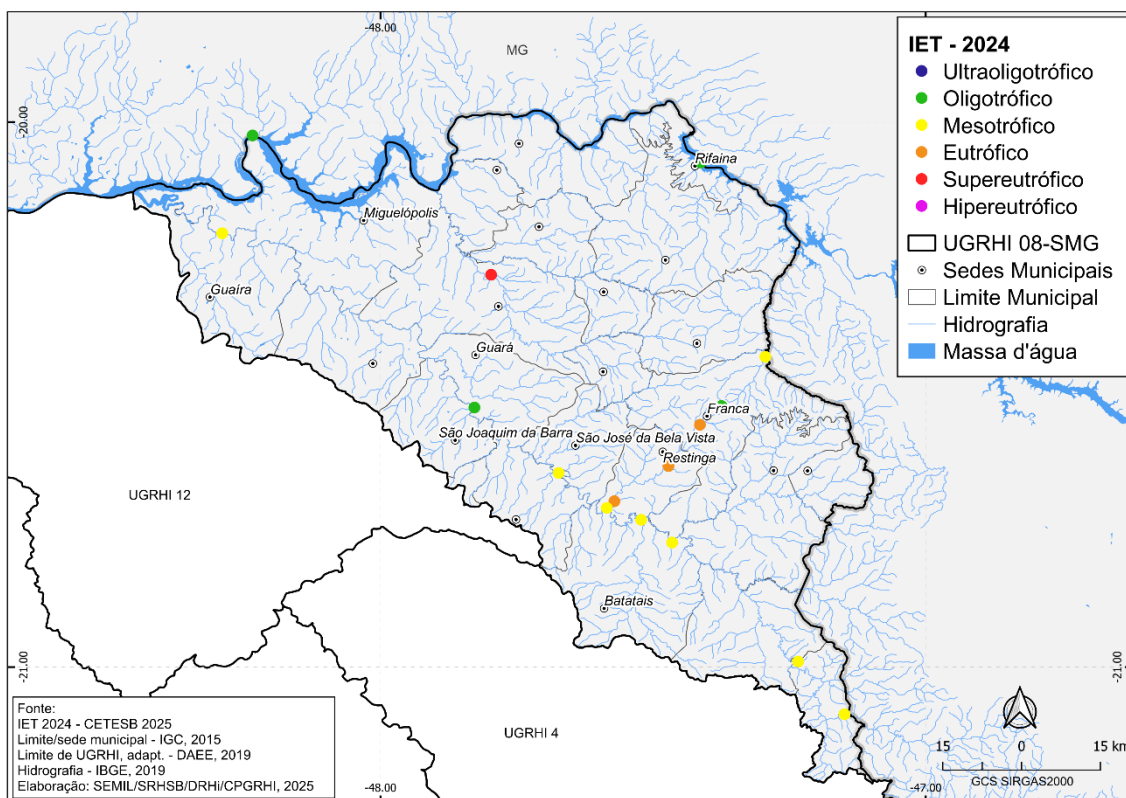 -48.00
MG
-20.00
IET - 2024
Ultraoligotrófico
Oligotrófico
Mesotrófico
Eutrófico
Supereutrófico
Hipereutrófico
UGRHI 08-SMG
Sedes Municipais
Limite Municipal
Hidrografia
Massa d'água
Rifaina
Miguelópolis
Guaíra
Guará
Franca
São Joaquim da Barra
São José da Bela Vista
Restinga
UGRHI 12
Batatais
-21.00
-21.00
UGRHI 4
Fonte:
IET 2024 - CETESB 2025
Limite/sede municipal - IGC, 2015
Limite de UGRHI, adapt. - DAEE, 2019
Hidrografia - IBGE, 2019
Elaboração: SEMIL/SRHSB/DRHi/CPGRHI, 2025
15 0 15 km
GCS SIRGAS2000
-48.00
-47.00